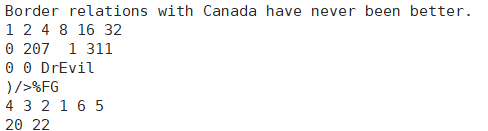 Border relations with Canada have never been better.
1 2 4 8 16 32
0 207  1 311
0 0 DrEvil
)/>%FG
4 3 2 1 6 5
20 22